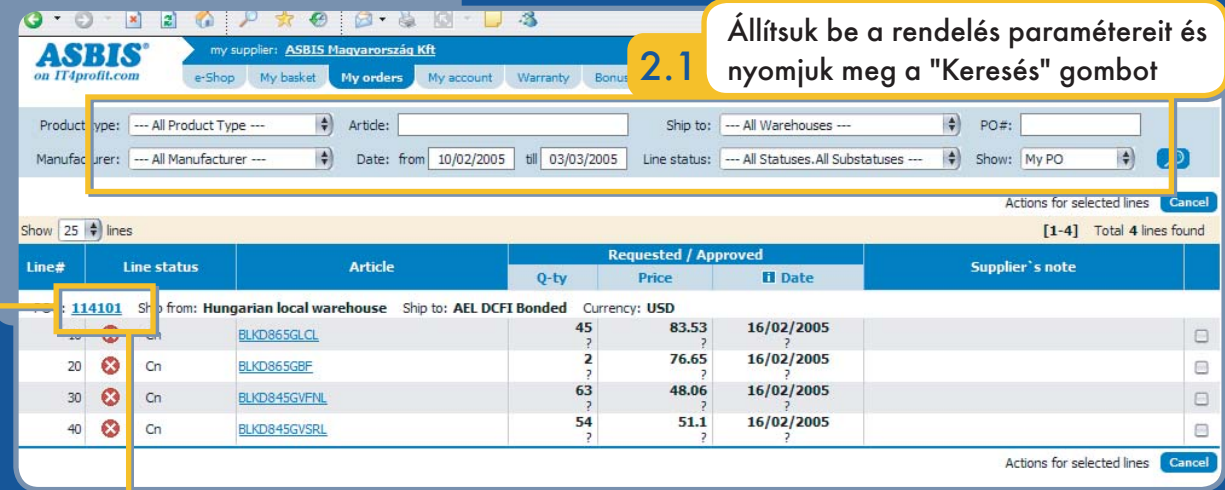 ASBIS®
on IT4profit.com
my supplier: ASBIS Magyarország Kft
e-Shop My basket My orders My account Warranty Bonus
2.1
Állítsuk be a rendelés paramétereit és
nyomjuk meg a "Keresés" gombot
Product type: --- All Product Type --- Article: Ship to: --- All Warehouses --- PO#:
Manufacturer: --- All Manufacturer --- Date: from 10/02/2005 till 03/03/2005 Line status: --- All Statuses.All Substatuses --- Show: My PO
Actions for selected lines Cancel
Show 25 lines [1-4] Total 4 lines found
Line# Line status Article Requested / Approved Supplier`s note
Q-ty Price Date
114101 Ship from: Hungarian local warehouse Ship to: AEL DCFI Bonded Currency: USD
10 Cn BLKD865GLCL 45 83.53 16/02/2005
? ? ?
20 Cn BLKD865GBF 2 76.65 16/02/2005
? ? ?
30 Cn BLKD845GVFNL 63 48.06 16/02/2005
? ? ?
40 Cn BLKD845GVSRL 54 51.1 16/02/2005
? ? ?
Actions for selected lines Cancel